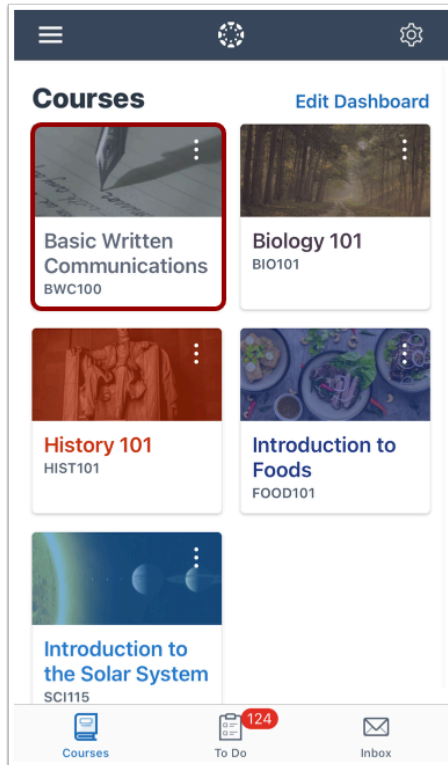 Courses
Edit Dashboard
Basic Written
Communications
BWC100
Biology 101
BIO101
History 101
HIST101
Introduction to
Foods
FOOD101
Introduction to
the Solar System
SCI115
124
Courses
To Do
Inbox